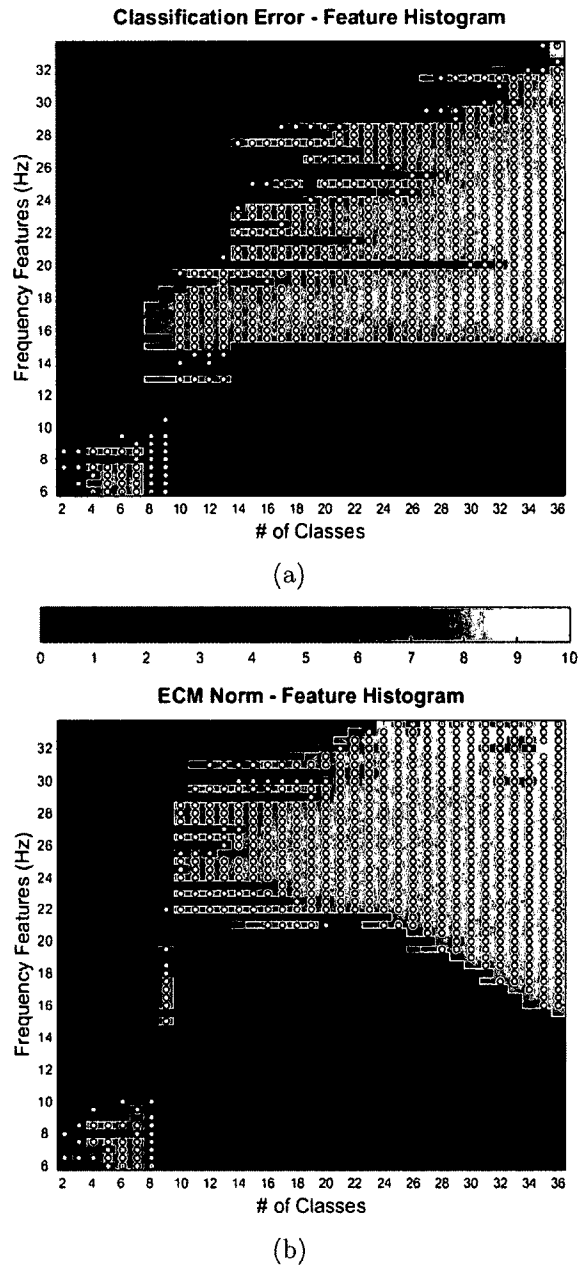 Classification Error - Feature Histogram
Frequency Features (Hz)
32
30
28
26
24
22
20
18
16
14
12
10
8
6
2 4 6 8 10 12 14 16 18 20 22 24 26 28 30 32 34 36
# of Classes
(a)
0 1 2 3 4 5 6 7 8 9 10
ECM Norm - Feature Histogram
Frequency Features (Hz)
32
30
28
26
24
22
20
18
16
14
12
10
8
6
2 4 6 8 10 12 14 16 18 20 22 24 26 28 30 32 34 36
# of Classes
(b)